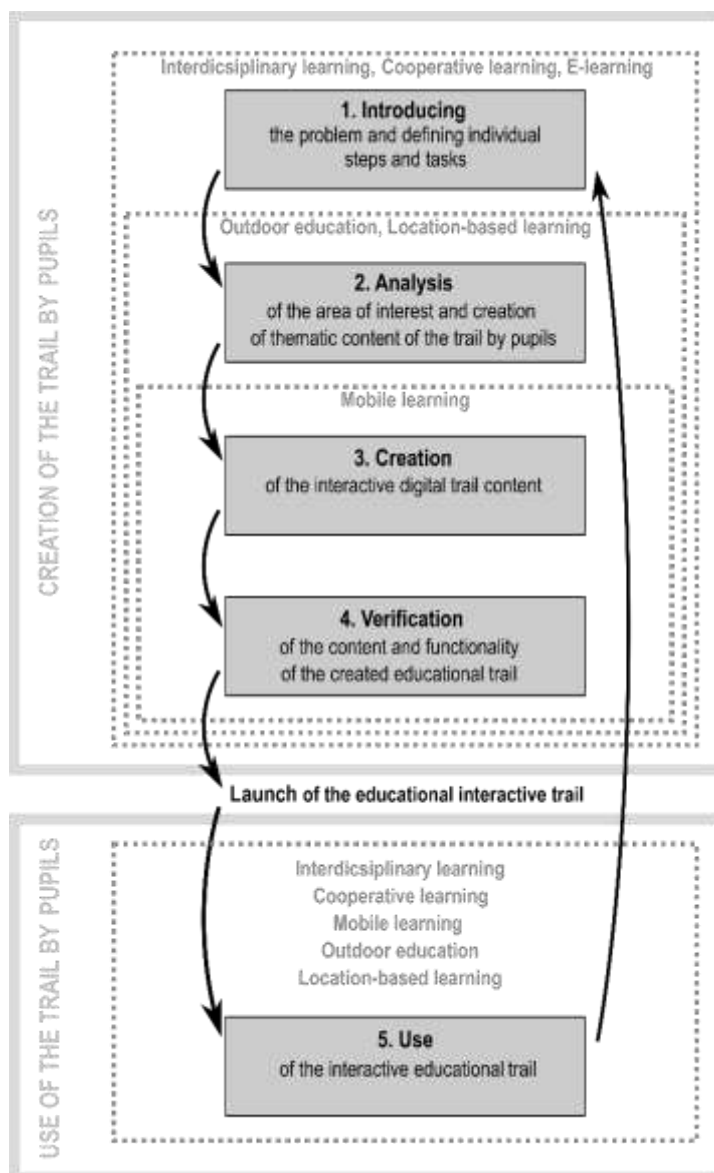 CREATION OF THE TRAIL BY PUPILS
Interdicsiplinary learning, Cooperative learning, E-learning
1. Introducing
the problem and defining individual
steps and tasks
Outdoor education, Location-based learning
2. Analysis
of the area of interest and creation
of thematic content of the trail by pupils
Mobile learning
3. Creation
of the interactive digital trail content
4. Verification
of the content and functionality
of the created educational trail
Launch of the educational interactive trail
USE OF THE TRAIL BY PUPILS
Interdicsiplinary learning
Cooperative learning
Mobile learning
Outdoor education
Location-based learning
5. Use
of the interactive educational trail